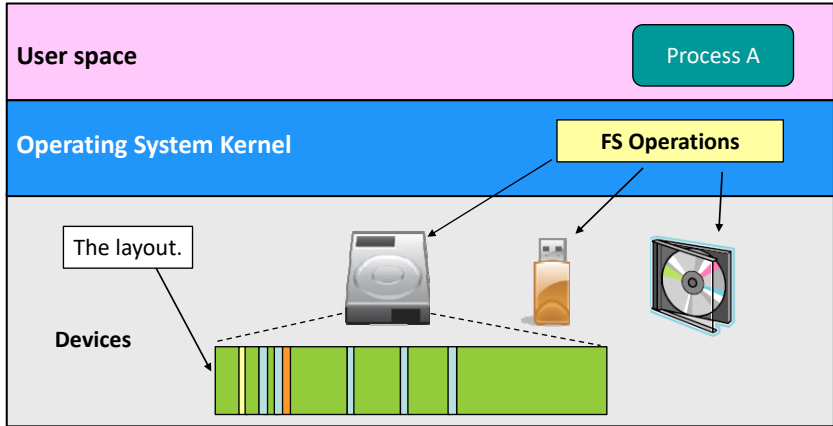 User space
Process A
Operating System Kernel
FS Operations
The layout.
Devices